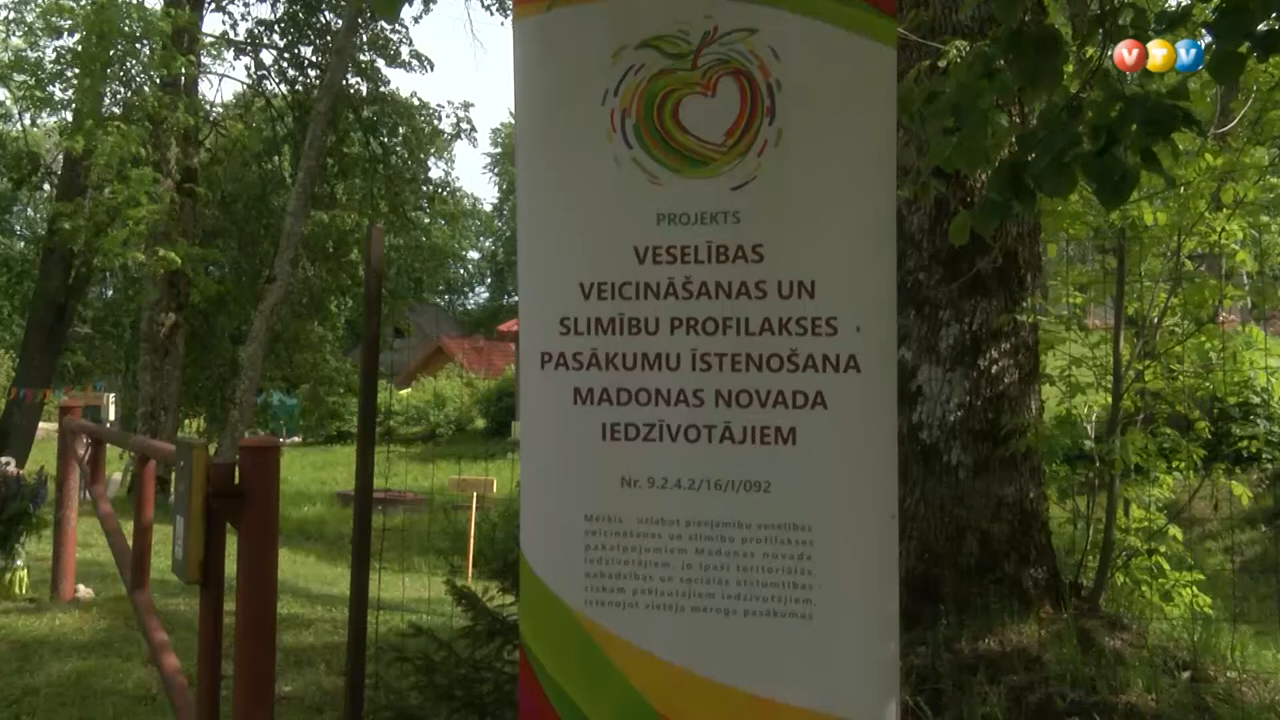 VTV
PROJEKTS
VESELĪBAS
VEICINĀŠANAS UN
SLIMĪBU PROFILAKSES
PASĀKUMU ĪSTENOŠANA
MADONAS NOVADA
IEDZĪVOTĀJIEM
Nr. 9.2.4.2/16/I/092
Mērķis - uzlabot pieejamību veselības
veicināšanas un slimību profilakses
pakalpojumiem Madonas novada
iedzīvotājiem, jo īpaši teritoriālās,
nabadzības un sociālās atstumtības
riskam pakļautajiem iedzīvotājiem,
īstenojot vietēja mēroga pasākumus